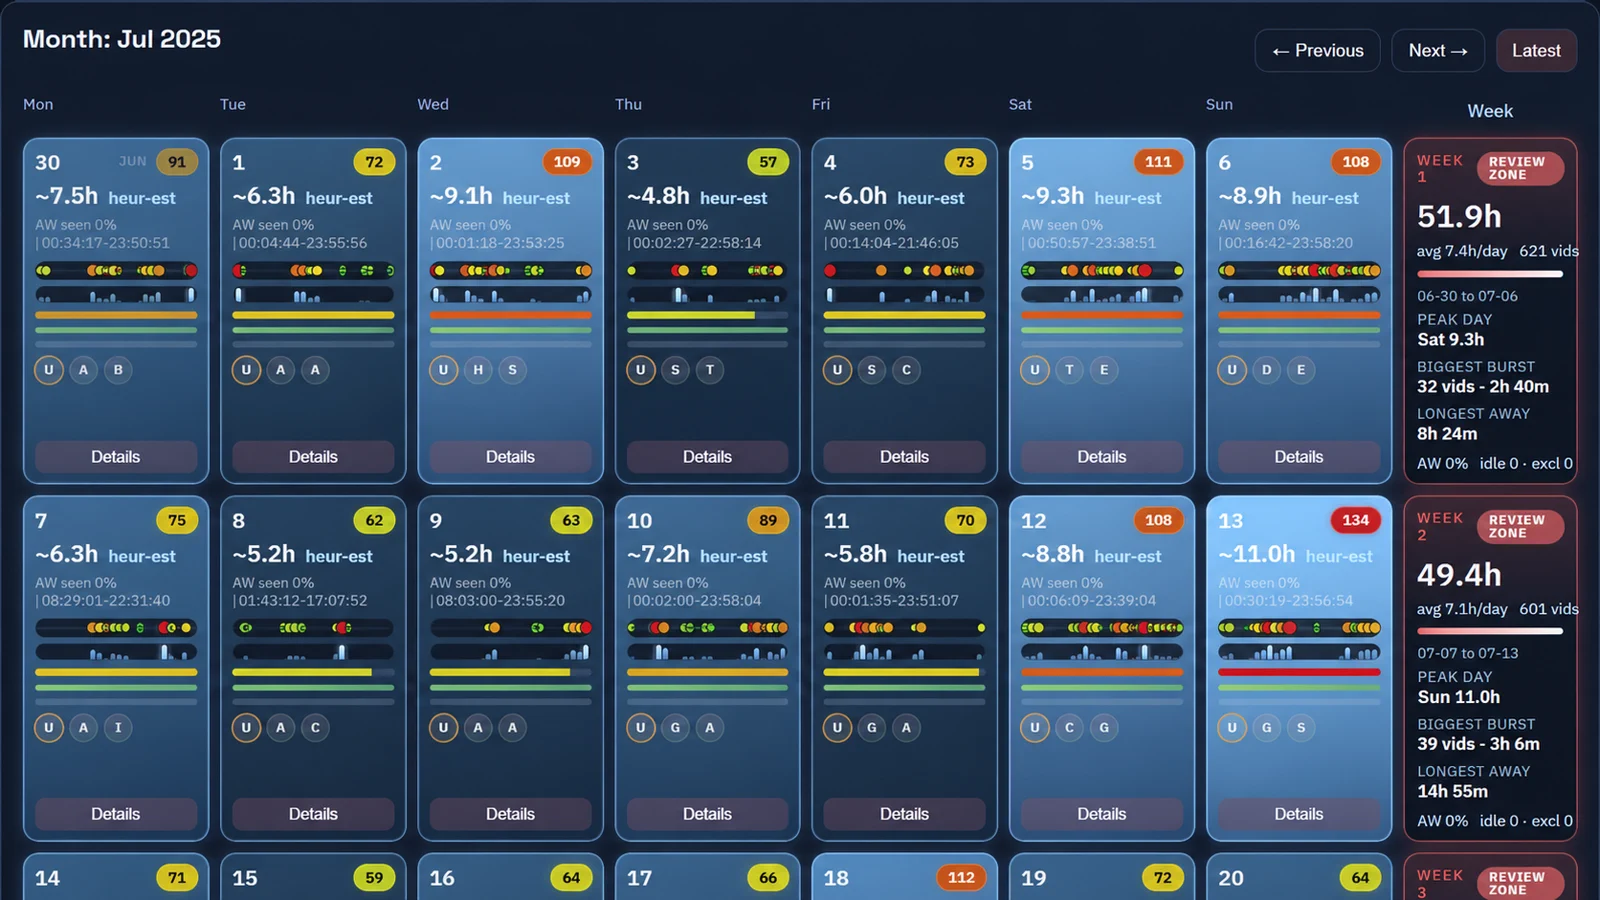 Month: Jul 2025
← Previous
Next →
Latest
Mon
Tue
Wed
Thu
Fri
Sat
Sun
Week
30
JUN
91
~7.5h heur-est
AW seen 0%
|00:34:17-23:50:51
U A B
Details
1
72
~6.3h heur-est
AW seen 0%
|00:04:44-23:55:56
U A A
Details
2
109
~9.1h heur-est
AW seen 0%
|00:01:18-23:53:25
U H S
Details
3
57
~4.8h heur-est
AW seen 0%
|00:02:27-22:58:14
U S T
Details
4
73
~6.0h heur-est
AW seen 0%
|00:14:04-21:46:05
U S C
Details
5
111
~9.3h heur-est
AW seen 0%
|00:50:57-23:38:51
U T E
Details
6
108
~8.9h heur-est
AW seen 0%
|00:16:42-23:58:20
U D E
Details
WEEK
1
REVIEW
ZONE
51.9h
avg 7.4h/day 621 vids
06-30 to 07-06
PEAK DAY
Sat 9.3h
BIGGEST BURST
32 vids - 2h 40m
LONGEST AWAY
8h 24m
AW 0% idle 0 · excl 0
7
75
~6.3h heur-est
AW seen 0%
|08:29:01-22:31:40
U A I
Details
8
62
~5.2h heur-est
AW seen 0%
|01:43:12-17:07:52
U A C
Details
9
63
~5.2h heur-est
AW seen 0%
|08:03:00-23:55:20
U A A
Details
10
89
~7.2h heur-est
AW seen 0%
|00:02:00-23:58:04
U G A
Details
11
70
~5.8h heur-est
AW seen 0%
|00:01:35-23:51:07
U G A
Details
12
108
~8.8h heur-est
AW seen 0%
|00:06:09-23:39:04
U C G
Details
13
134
~11.0h heur-est
AW seen 0%
|00:30:19-23:56:54
U G S
Details
WEEK
2
REVIEW
ZONE
49.4h
avg 7.1h/day 601 vids
07-07 to 07-13
PEAK DAY
Sun 11.0h
BIGGEST BURST
39 vids - 3h 6m
LONGEST AWAY
14h 55m
AW 0% idle 0 · excl 0
14
71
15
59
16
64
17
66
18
112
19
72
20
64
WEEK
3
REVIEW
ZONE